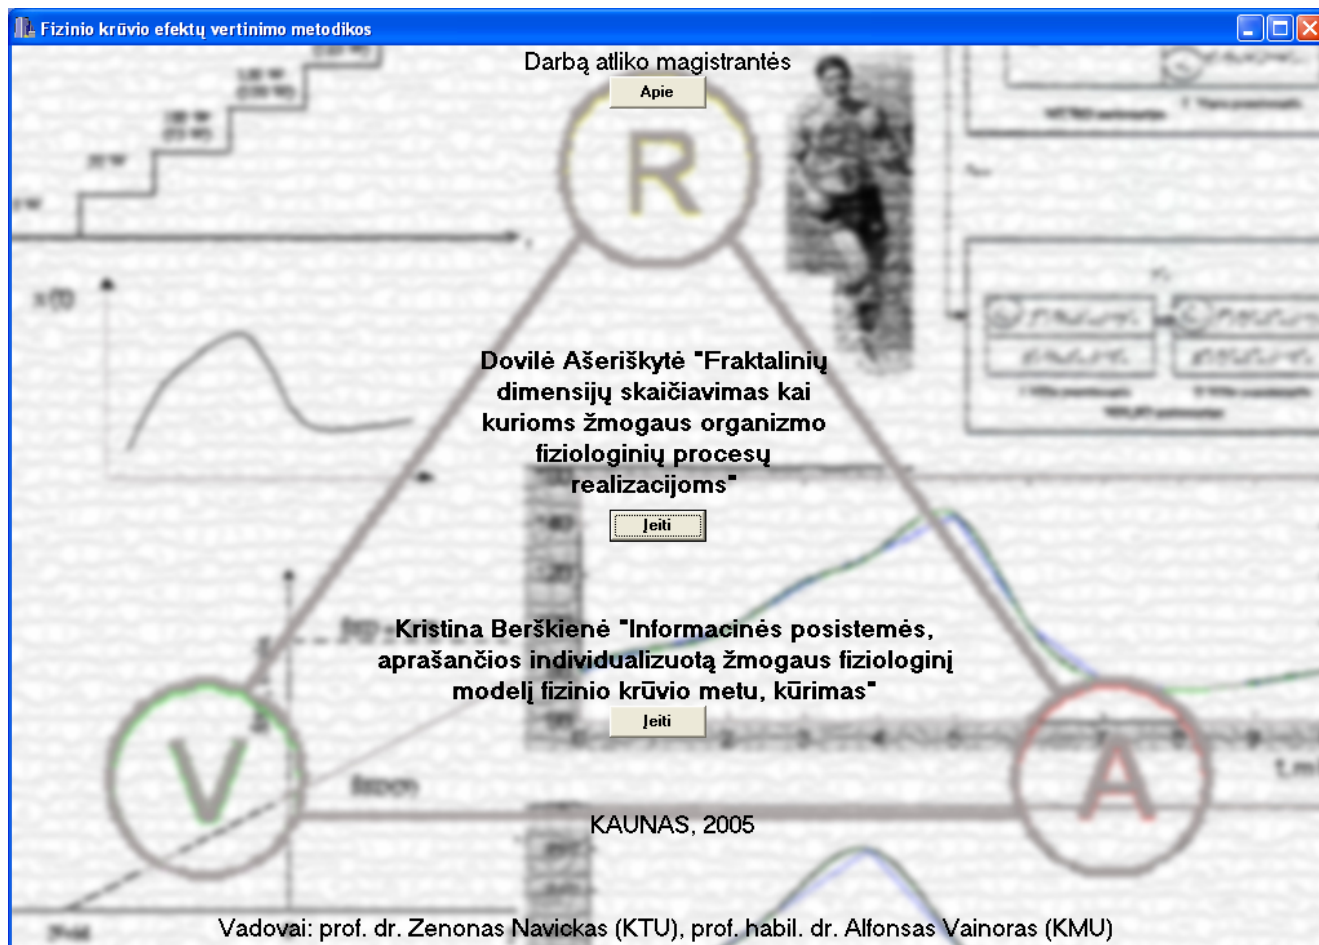 Fizinio krūvio efektų vertinimo metodikos
Darbą atliko magistrantės
Apie
R
Dovilė Ašeriškytė "Fraktalinių
dimensijų skaičiavimas kai
kurioms žmogaus organizmo
fiziologinių procesų
realizacijoms"
Įeiti
Kristina Berškienė "Informacinės posistemės,
aprašančios individualizuotą žmogaus fiziologinį
modelį fizinio krūvio metu, kūrimas"
Įeiti
V
A
KAUNAS, 2005
Vadovai: prof. dr. Zenonas Navickas (KTU), prof. habil. dr. Alfonsas Vainoras (KMU)